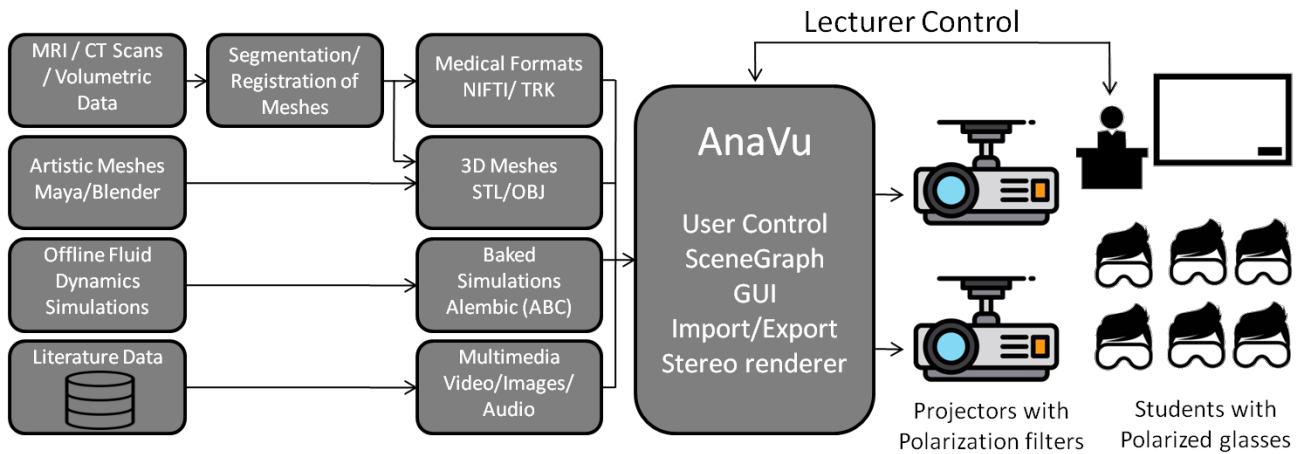 Lecturer Control
MRI / CT Scans
/ Volumetric
Data
Segmentation/
Registration of
Meshes
Medical Formats
NIFTI/ TRK
Artistic Meshes
Maya/Blender
3D Meshes
STL/OBJ
Offline Fluid
Dynamics
Simulations
Baked
Simulations
Alembic (ABC)
Literature Data
Multimedia
Video/Images/
Audio
AnaVu
User Control
SceneGraph
GUI
Import/Export
Stereo renderer
Projectors with
Polarization filters
Students with
Polarized glasses